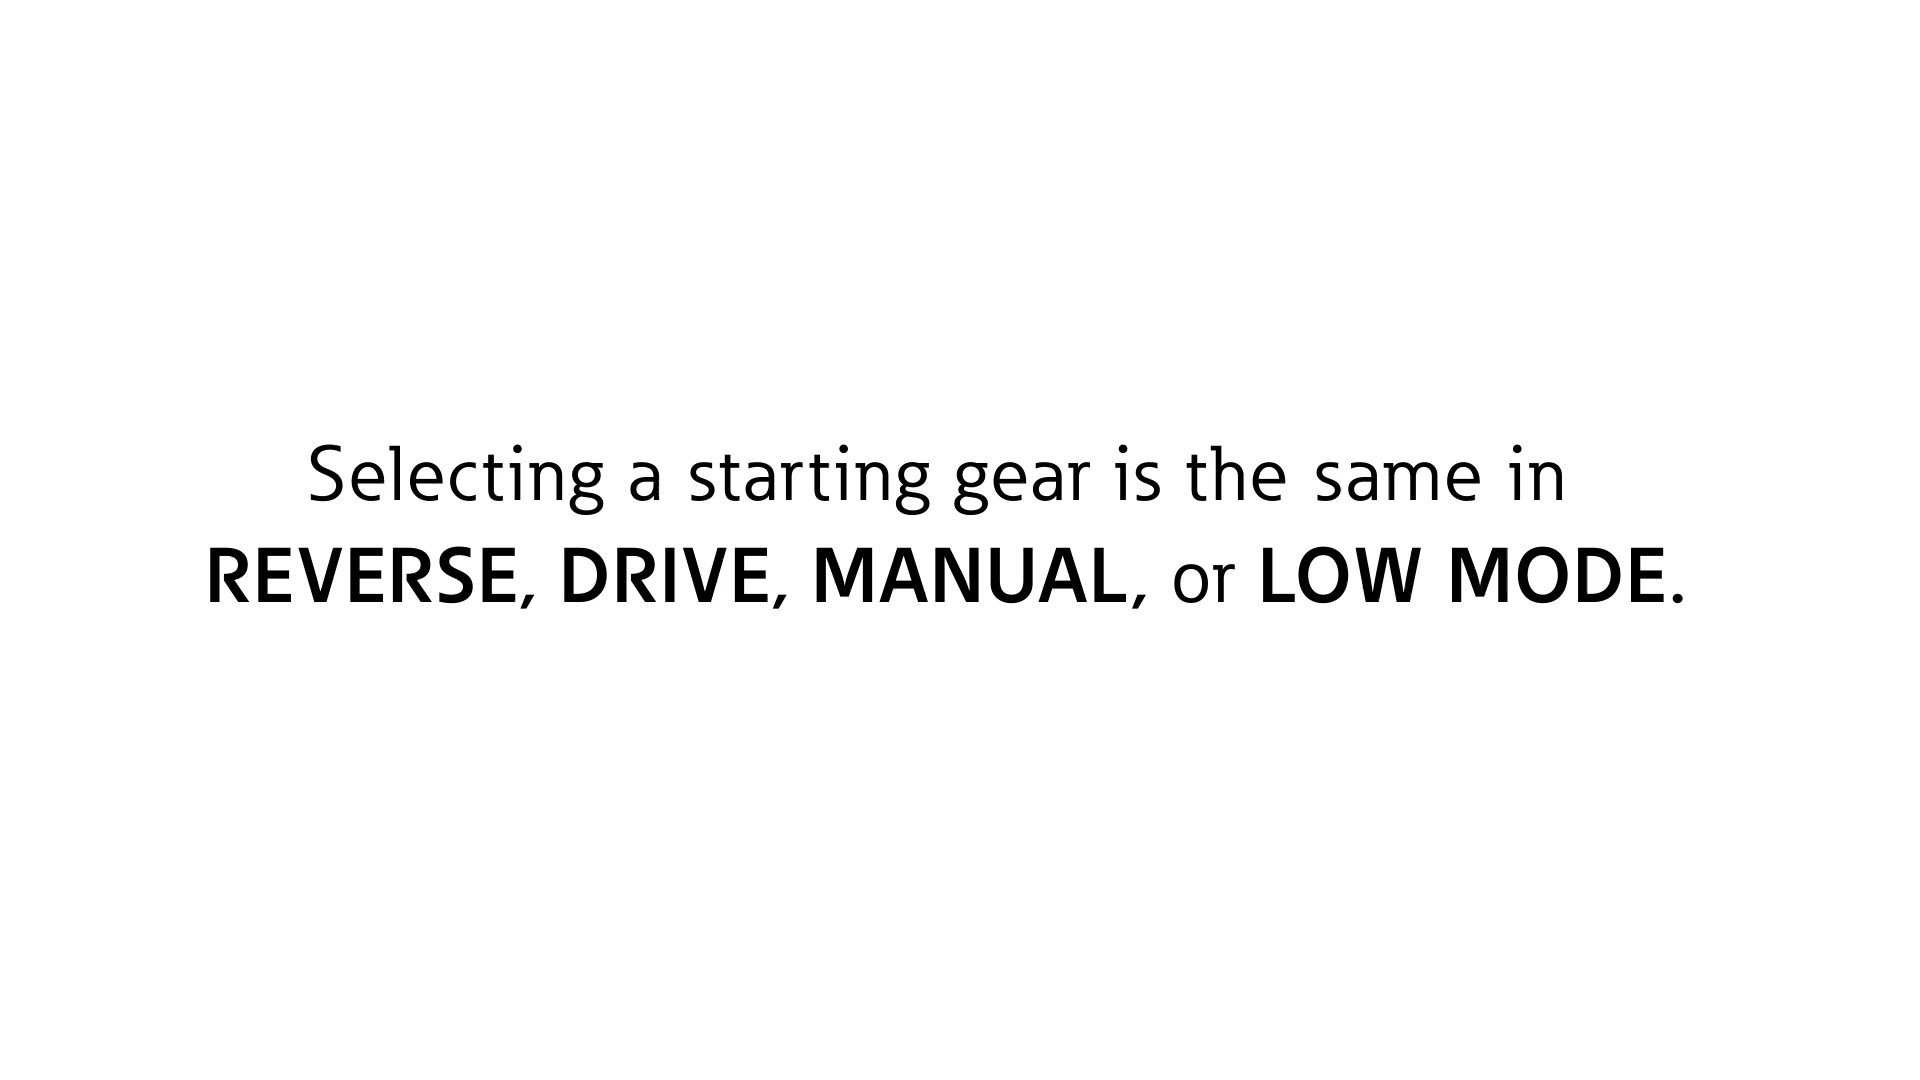 Selecting a starting gear is the same in
REVERSE, DRIVE, MANUAL, or LOW MODE.